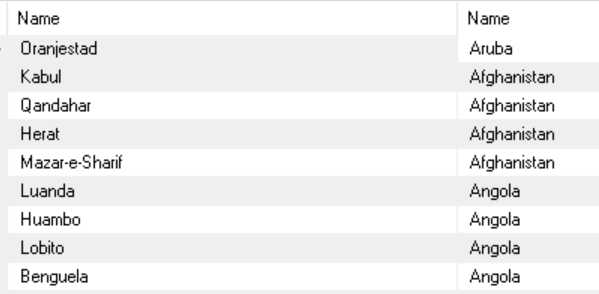 Name Name
Oranjestad Aruba
Kabul Afghanistan
Qandahar Afghanistan
Herat Afghanistan
Mazar-e-Sharif Afghanistan
Luanda Angola
Huambo Angola
Lobito Angola
Benguela Angola